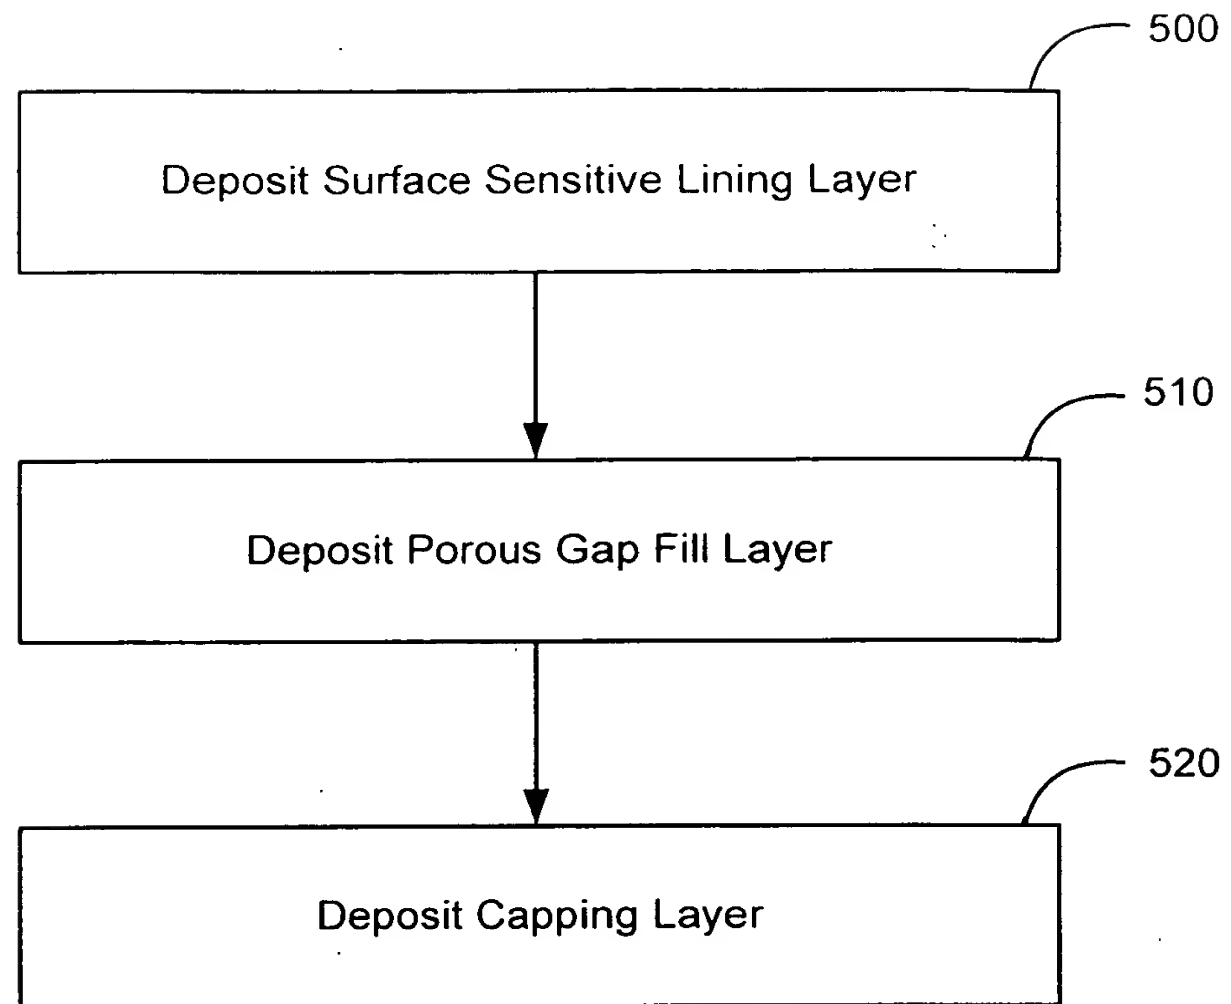 500
Deposit Surface Sensitive Lining Layer
510
Deposit Porous Gap Fill Layer
520
Deposit Capping Layer